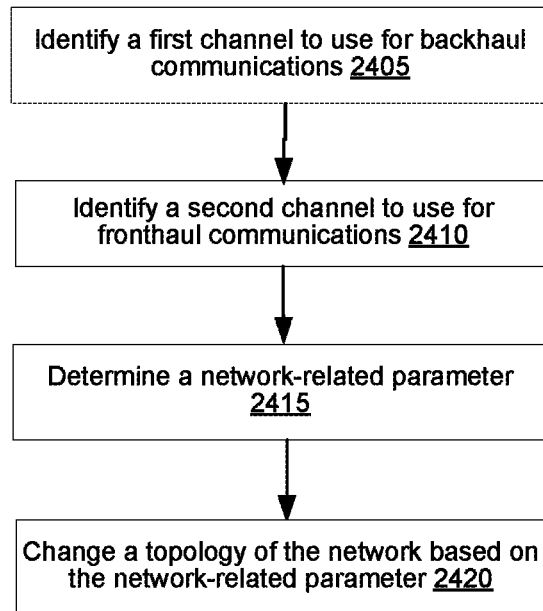 Identify a first channel to use for backhaul
communications 2405
Identify a second channel to use for
fronthaul communications 2410
Determine a network-related parameter
2415
Change a topology of the network based on
the network-related parameter 2420